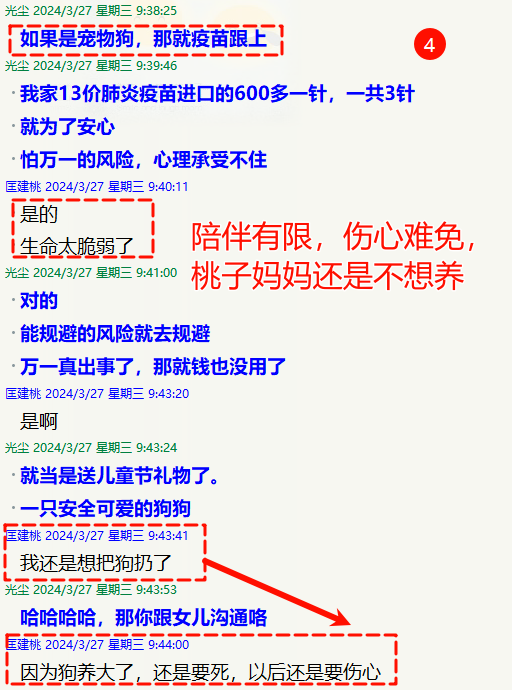 光尘 2024/3/27 星期三 9:38:25
如果是宠物狗，那就疫苗跟上
4
光尘 2024/3/27 星期三 9:39:46
· 我家13价肺炎疫苗进口的600多一针，一共3针
· 就为了安心
· 怕万一的风险，心理承受不住
匡建桃 2024/3/27 星期三 9:40:11
是的
生命太脆弱了
陪伴有限，伤心难免，
桃子妈妈还是不想养
光尘 2024/3/27 星期三 9:41:00
· 对的
· 能规避的风险就去规避
· 万一真出事了，那就钱也没用了
匡建桃 2024/3/27 星期三 9:43:20
是啊
光尘 2024/3/27 星期三 9:43:24
· 就当是送儿童节礼物了。
· 一只安全可爱的狗狗
匡建桃 2024/3/27 星期三 9:43:41
我还是想把狗扔了
光尘 2024/3/27 星期三 9:43:53
哈哈哈哈，那你跟女儿沟通咯
匡建桃 2024/3/27 星期三 9:44:00
因为狗养大了，还是要死，以后还是要伤心